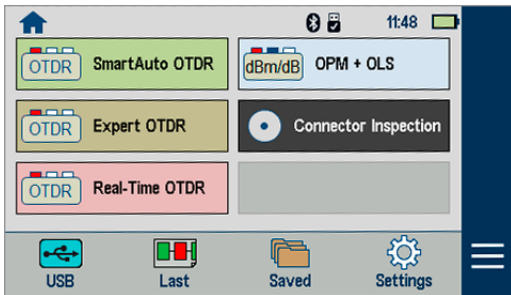 11:48
OTDR SmartAuto OTDR
dBm/dB OPM + OLS
OTDR Expert OTDR
Connector Inspection
OTDR Real-Time OTDR
USB
Last
Saved
Settings